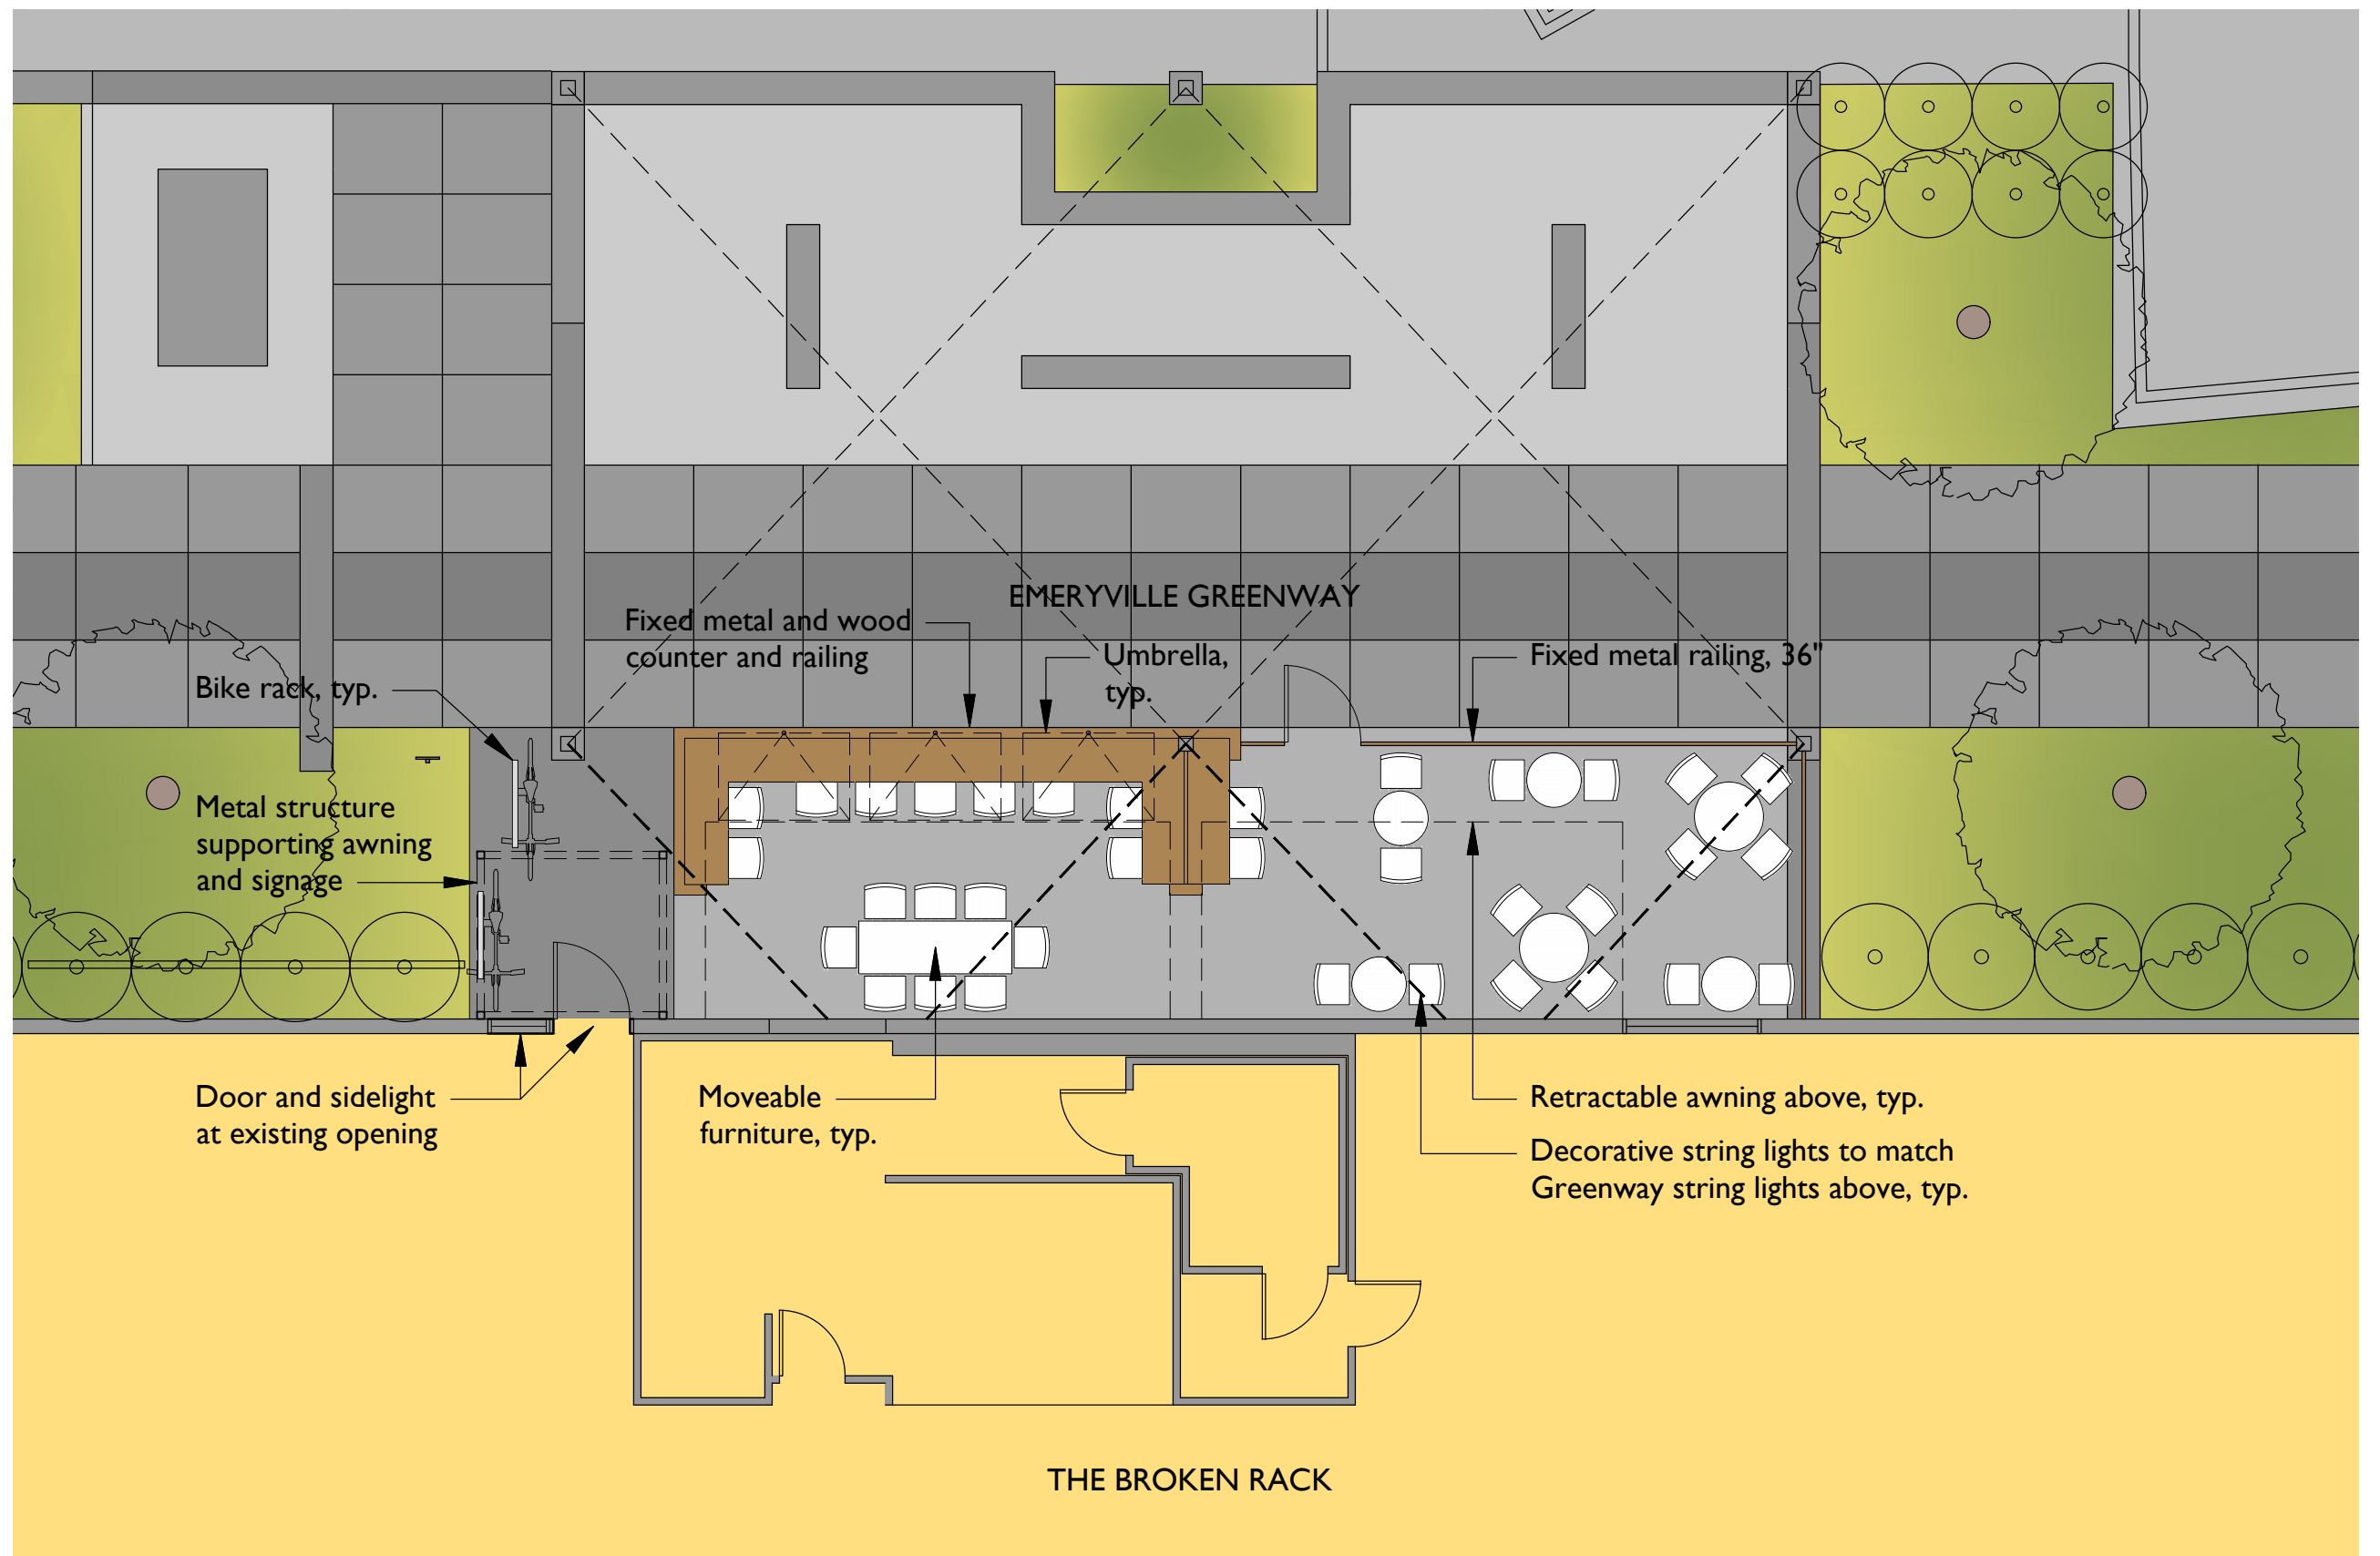 EMERYVILLE GREENWAY
Fixed metal and wood
counter and railing
Umbrella,
typ.
Fixed metal railing, 36"
Bike rack, typ.
Metal structure
supporting awning
and signage
Door and sidelight
at existing opening
Moveable
furniture, typ.
Retractable awning above, typ.
Decorative string lights to match
Greenway string lights above, typ.
THE BROKEN RACK